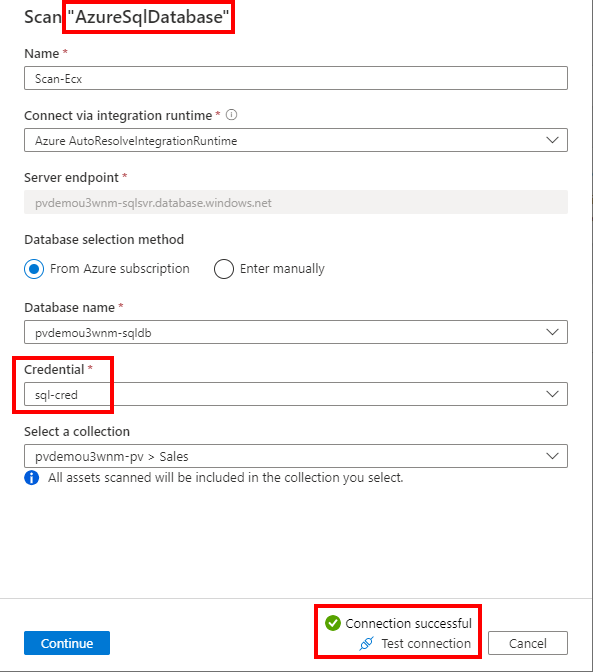 Scan "AzureSqlDatabase"
Name *
Scan-Ecx
Connect via integration runtime *
Azure AutoResolveIntegrationRuntime
Server endpoint *
pvdemou3wnm-sqlsvr.database.windows.net
Database selection method
From Azure subscription
Enter manually
Database name *
pvdemou3wnm-sqldb
Credential *
sql-cred
Select a collection
pvdemou3wnm-pv > Sales
All assets scanned will be included in the collection you select.
Connection successful
Continue
Test connection
Cancel